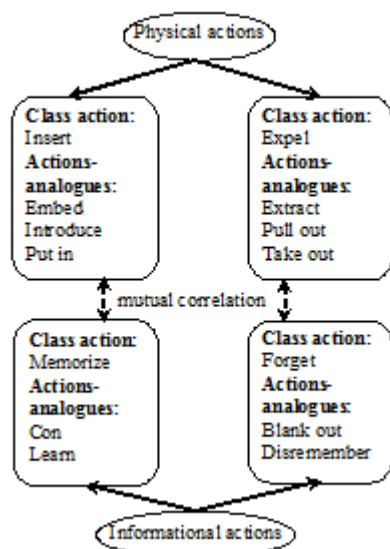 Physical actions
Class action:
Insert
Actions-
analogues:
Embed
Introduce
Put in
Class action:
Expel
Actions-
analogues:
Extract
Pull out
Take out
mutual correlation
Class action:
Memorize
Actions-
analogues:
Con
Learn
Class action:
Forget
Actions-
analogues:
Blank out
Disremember
Informational actions